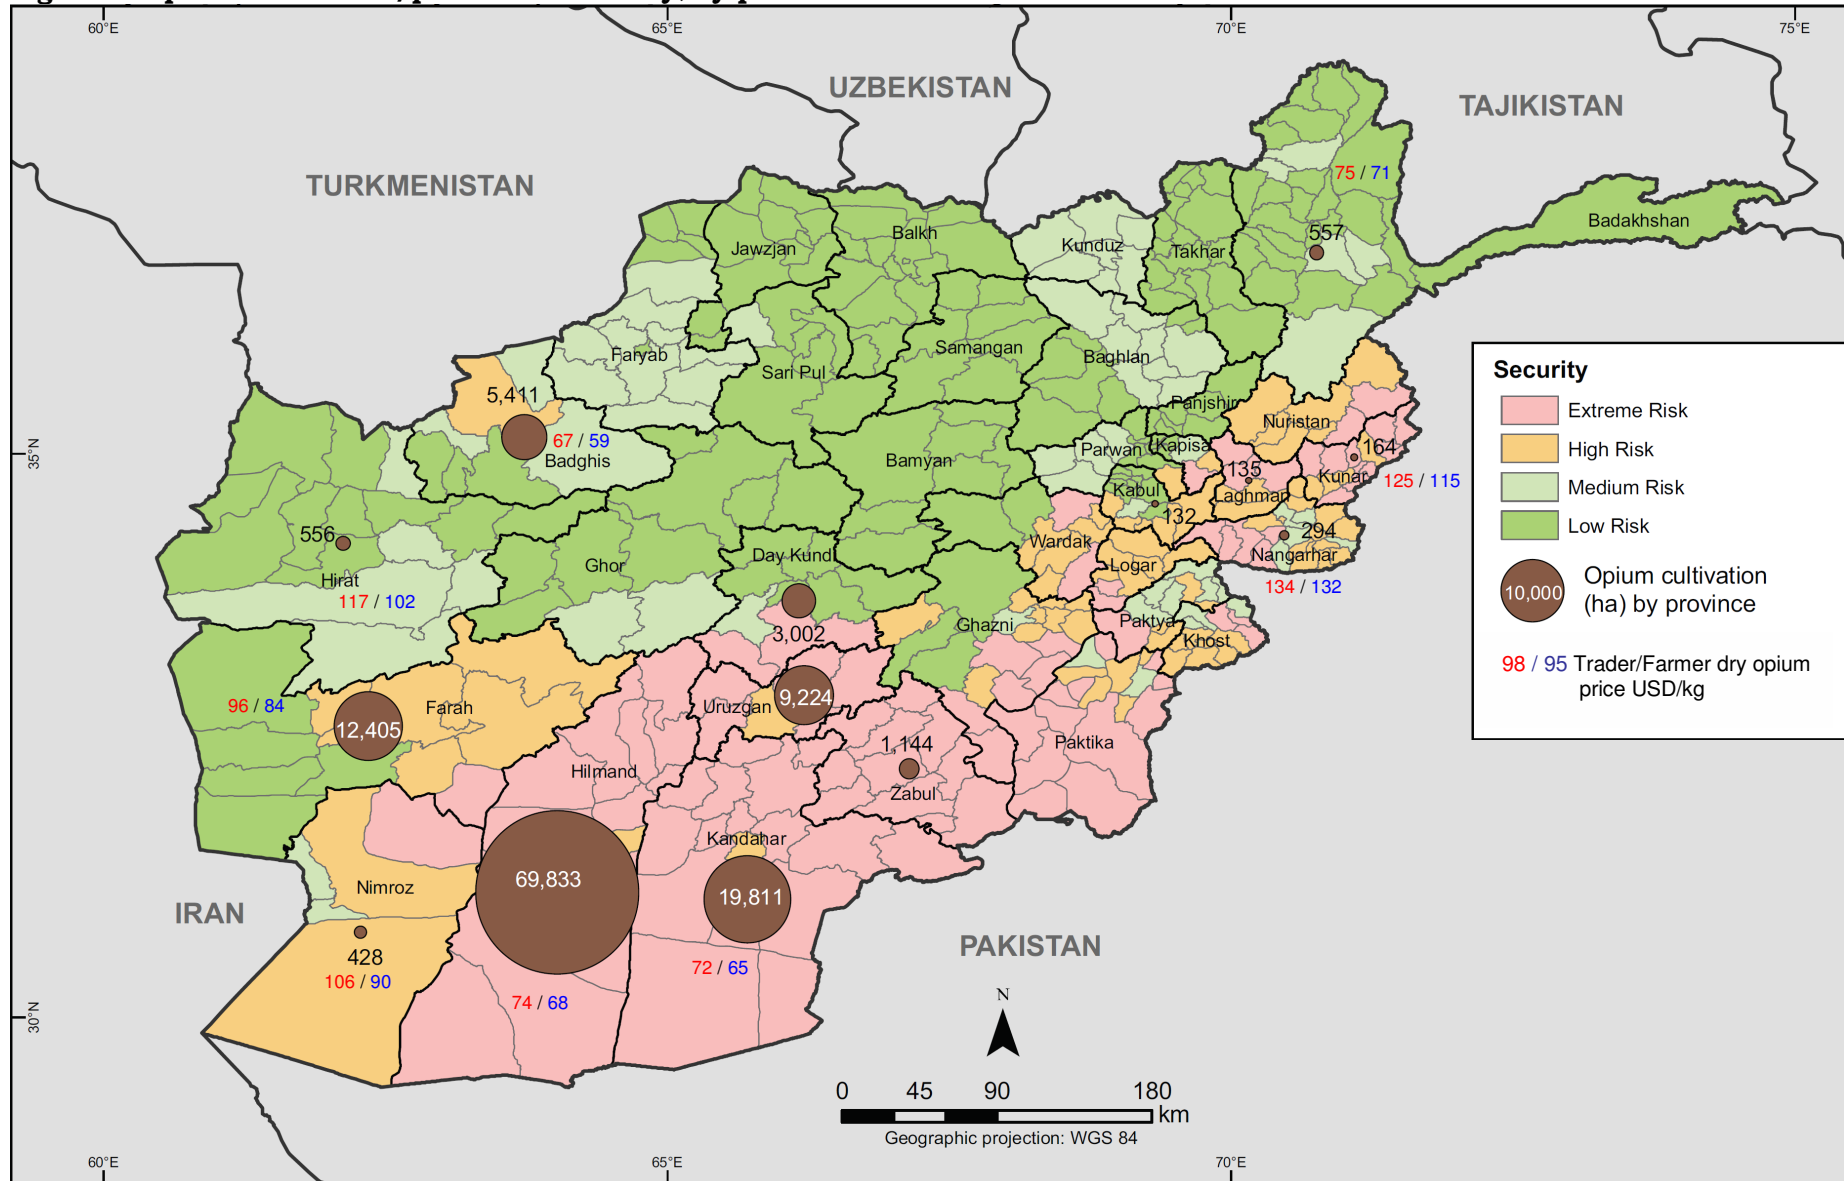 60°E
65°E
70°E
75°E
UZBEKISTAN
TAJIKISTAN
TURKMENISTAN
75 / 71
Badakhshan
557
Balkh
Jawzjan
Kunduz
Takhar
Faryab
Samangan
Baghlan
Sari Pul
5,411
67 / 59
Badghis
Panjshir
Nuristan
Parwan
Kapisa
164
Bamyan
135
Kunar
125 / 115
Kabul
Laghman
132
294
556
Wardak
Day Kundi
Nangarhar
Ghor
Logar
Hirat
134 / 132
117 / 102
3,002
Ghazni
Paktya
Khost
9,224
Uruzgan
96 / 84
Farah
12,405
1,144
Paktika
Hilmand
Zabul
Kandahar
69,833
Nimroz
19,811
IRAN
PAKISTAN
428
106 / 90
72 / 65
74 / 68
35°N
35°N
30°N
Security
Extreme Risk
High Risk
Medium Risk
Low Risk
10,000
Opium cultivation
(ha) by province
98 / 95 Trader/Farmer dry opium
price USD/kg
N
0 45 90 180
km
Geographic projection: WGS 84
60°E
65°E
70°E